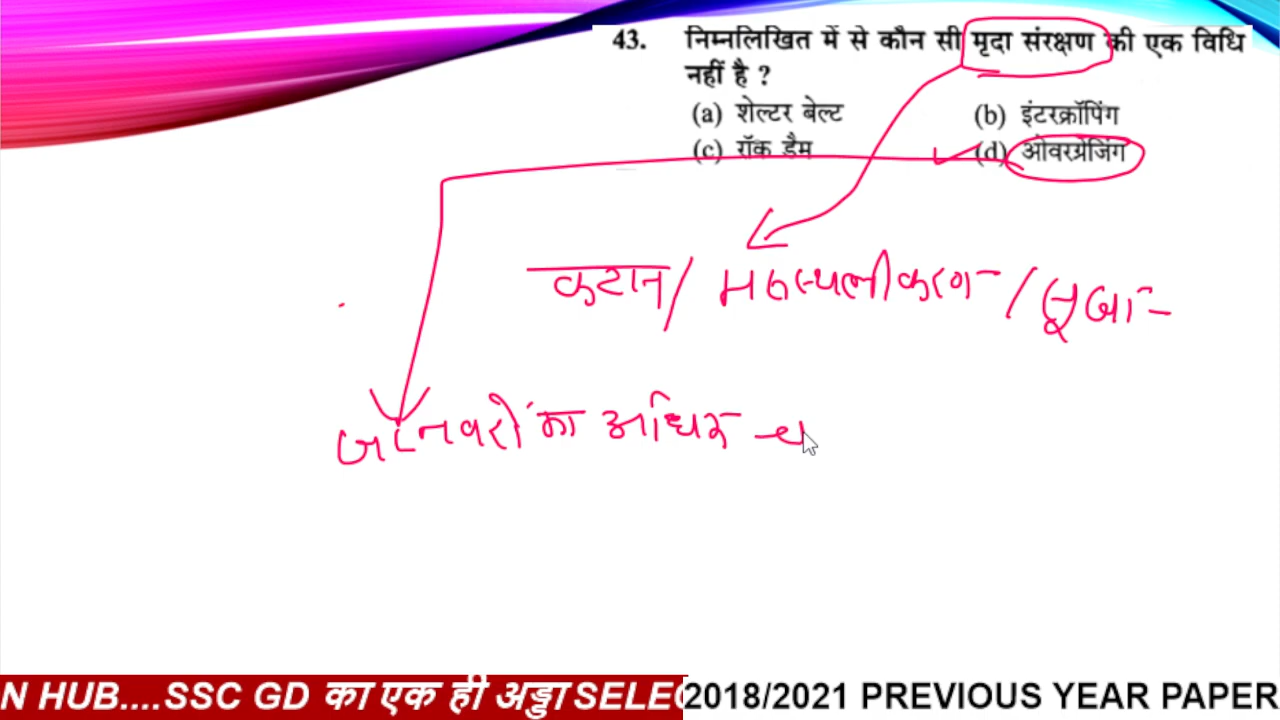 43. निम्नलिखित में से कौन सी मृदा संरक्षण की एक विधि
नहीं है ?
(a) शेल्टर बेल्ट (b) इंटरक्रॉपिंग
(c) रॉक डैम (d) ओवरग्रेजिंग
कटान / मरुस्थलीकरण / सूखा
जानवरों का अधिक च
N HUB....SSC GD का एक ही अड्डा SELEC
2018/2021 PREVIOUS YEAR PAPER